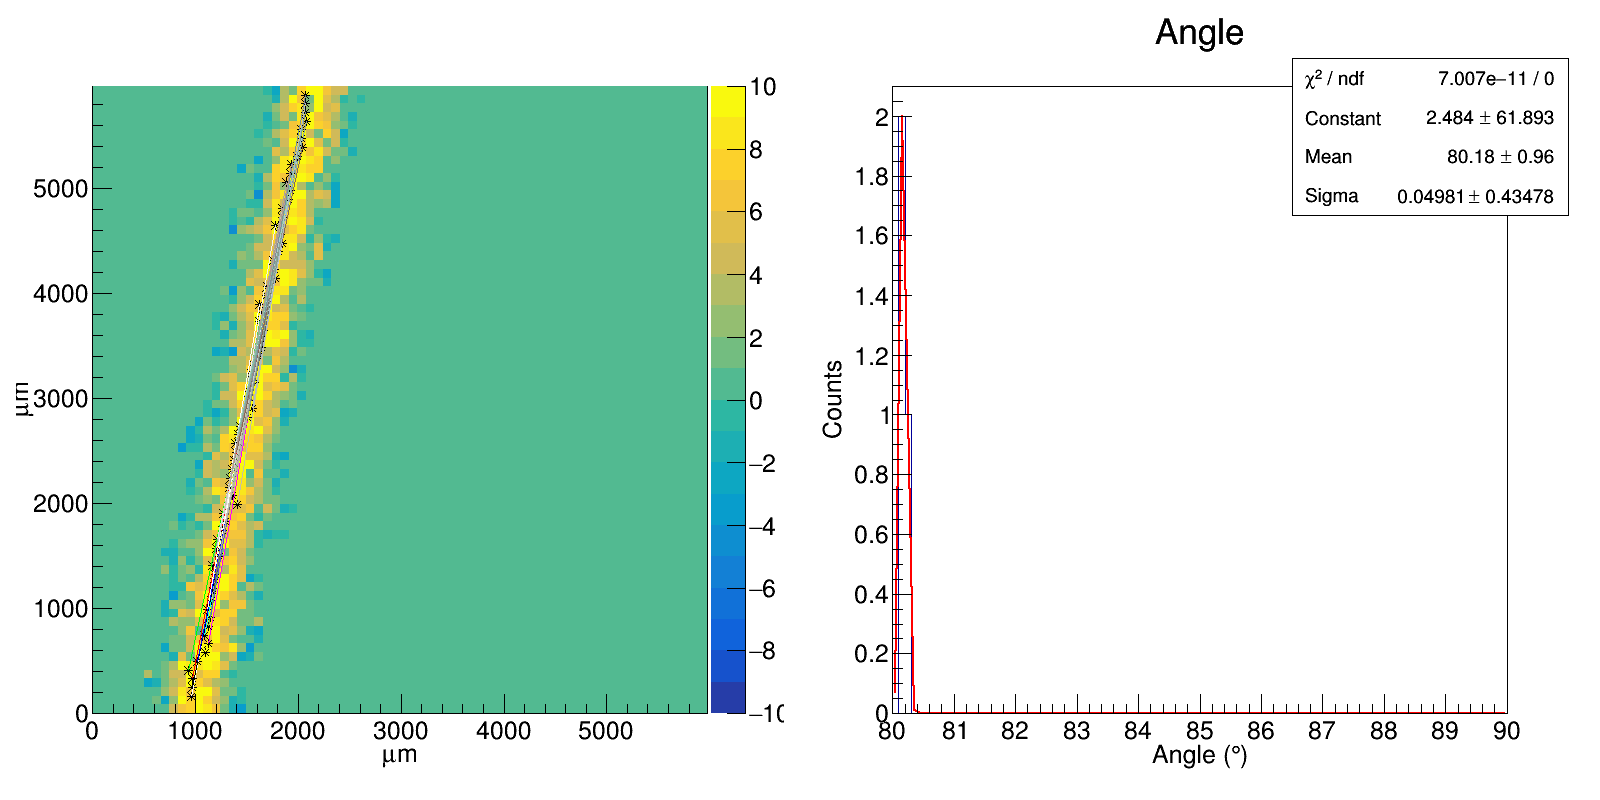 Angle
χ² / ndf 7.007e−11 / 0
Constant 2.484 ± 61.893
Mean 80.18 ± 0.96
Sigma 0.04981 ± 0.43478
μm
5000
4000
3000
2000
1000
0
0 1000 2000 3000 4000 5000
μm
10
8
6
4
2
0
−2
−4
−6
−8
−10
Counts
2
1.8
1.6
1.4
1.2
1
0.8
0.6
0.4
0.2
0
80 81 82 83 84 85 86 87 88 89 90
Angle (°)